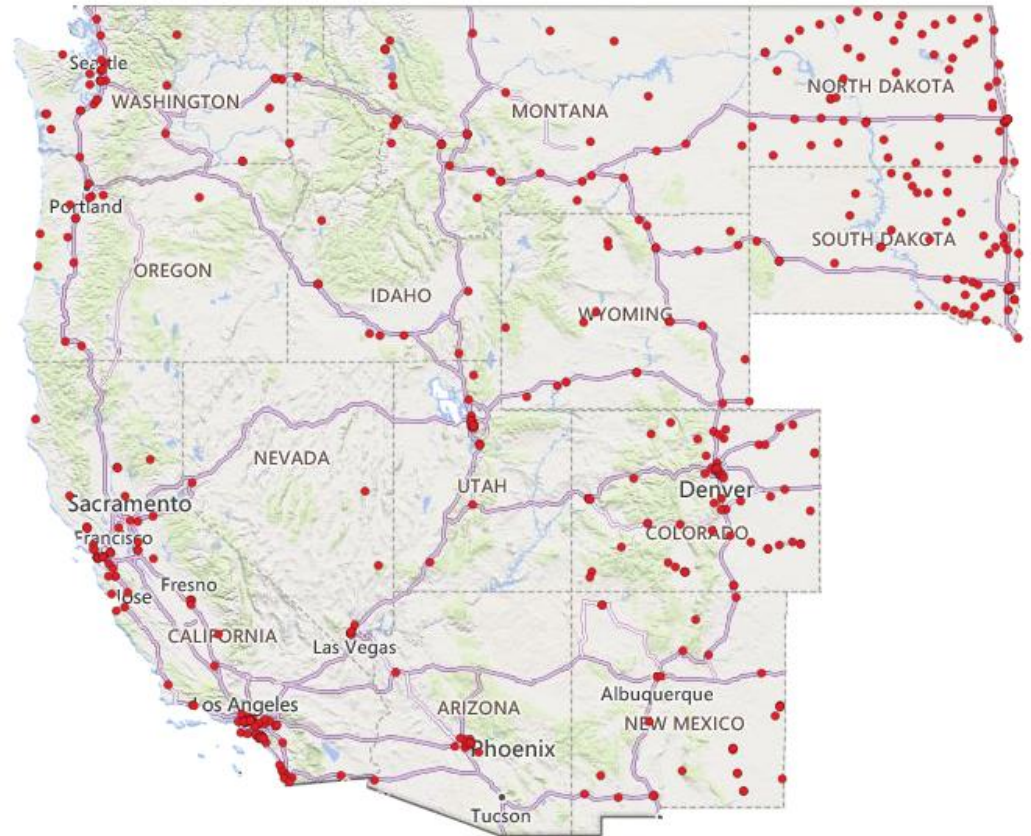 Seattle
WASHINGTON
MONTANA
NORTH DAKOTA
Portland
OREGON
IDAHO
SOUTH DAKOTA
WYOMING
NEVADA
UTAH
Sacramento
Denver
Francisco
COLORADO
Fresno
Jose
CALIFORNIA
Las Vegas
Los Angeles
ARIZONA
Albuquerque
NEW MEXICO
Phoenix
Tucson